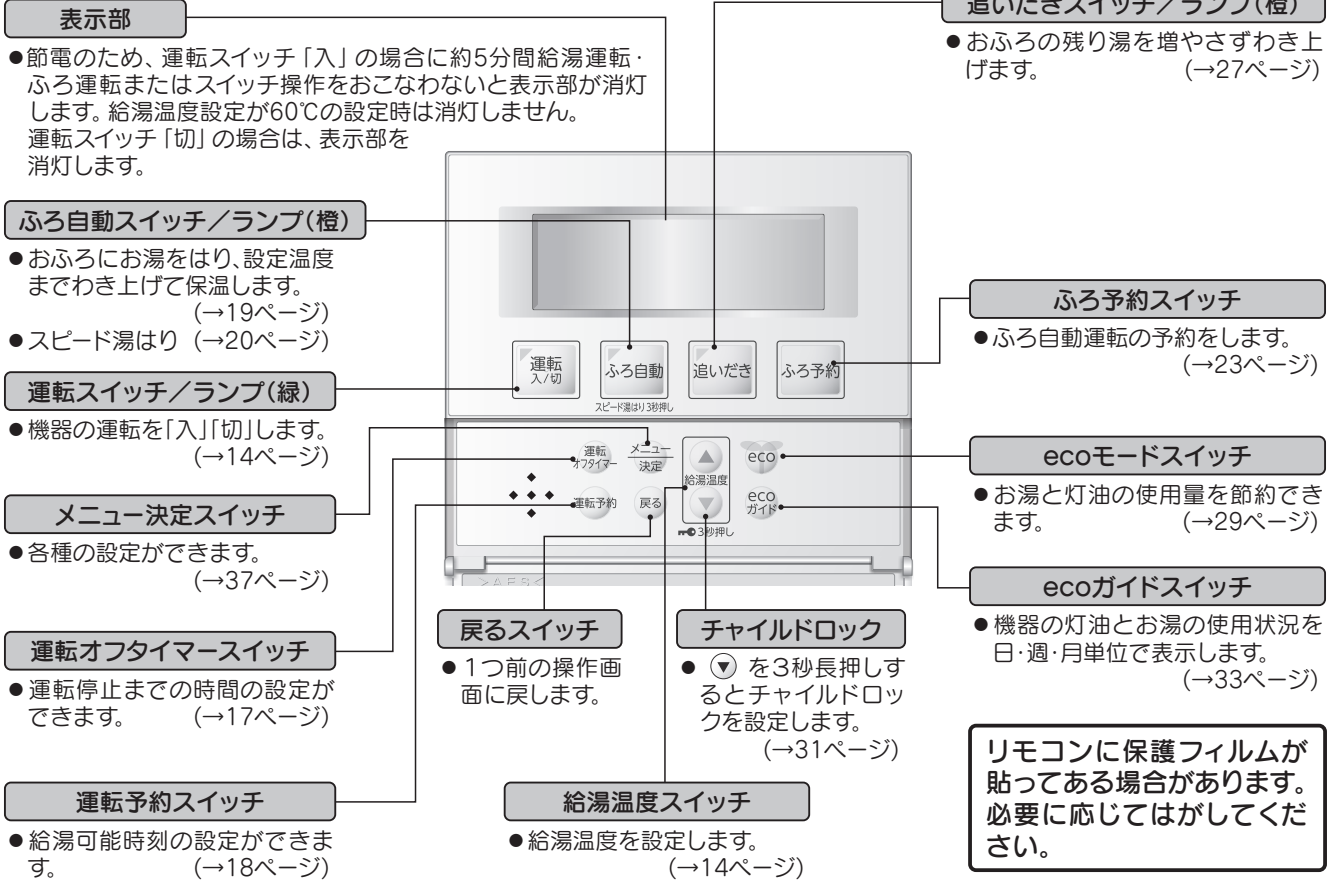 表示部
●節電のため、運転スイッチ「入」の場合に約5分間給湯運転・
ふろ運転またはスイッチ操作をおこなわないと表示部が消灯
します。給湯温度設定が60℃の設定時は消灯しません。
運転スイッチ「切」の場合は、表示部を
消灯します。
追いだきスイッチ／ランプ(橙)
●おふろの残り湯を増やさずわき上
げます。 (→27ページ)
ふろ自動スイッチ／ランプ(橙)
●おふろにお湯をはり、設定温度
までわき上げて保温します。
(→19ページ)
●スピード湯はり (→20ページ)
運転スイッチ／ランプ(緑)
●機器の運転を「入」「切」します。
(→14ページ)
メニュー決定スイッチ
●各種の設定ができます。
(→37ページ)
運転オフタイマースイッチ
●運転停止までの時間の設定が
できます。 (→17ページ)
運転予約スイッチ
●給湯可能時刻の設定ができま
す。 (→18ページ)
運転
入/切
ふろ自動
追いだき
ふろ予約
スピード湯はり3秒押し
運転
オフタイマー
メニュー
決定
給湯温度
eco
運転予約
戻る
eco
ガイド
3秒押し
>AES<
戻るスイッチ
●1つ前の操作画
面に戻します。
チャイルドロック
● ▼ を3秒長押しす
るとチャイルドロッ
クを設定します。
(→31ページ)
給湯温度スイッチ
●給湯温度を設定します。
(→14ページ)
ふろ予約スイッチ
●ふろ自動運転の予約をします。
(→23ページ)
ecoモードスイッチ
●お湯と灯油の使用量を節約でき
ます。 (→29ページ)
ecoガイドスイッチ
●機器の灯油とお湯の使用状況を
日・週・月単位で表示します。
(→33ページ)
リモコンに保護フィルムが
貼ってある場合があります。
必要に応じてはがしてくだ
さい。